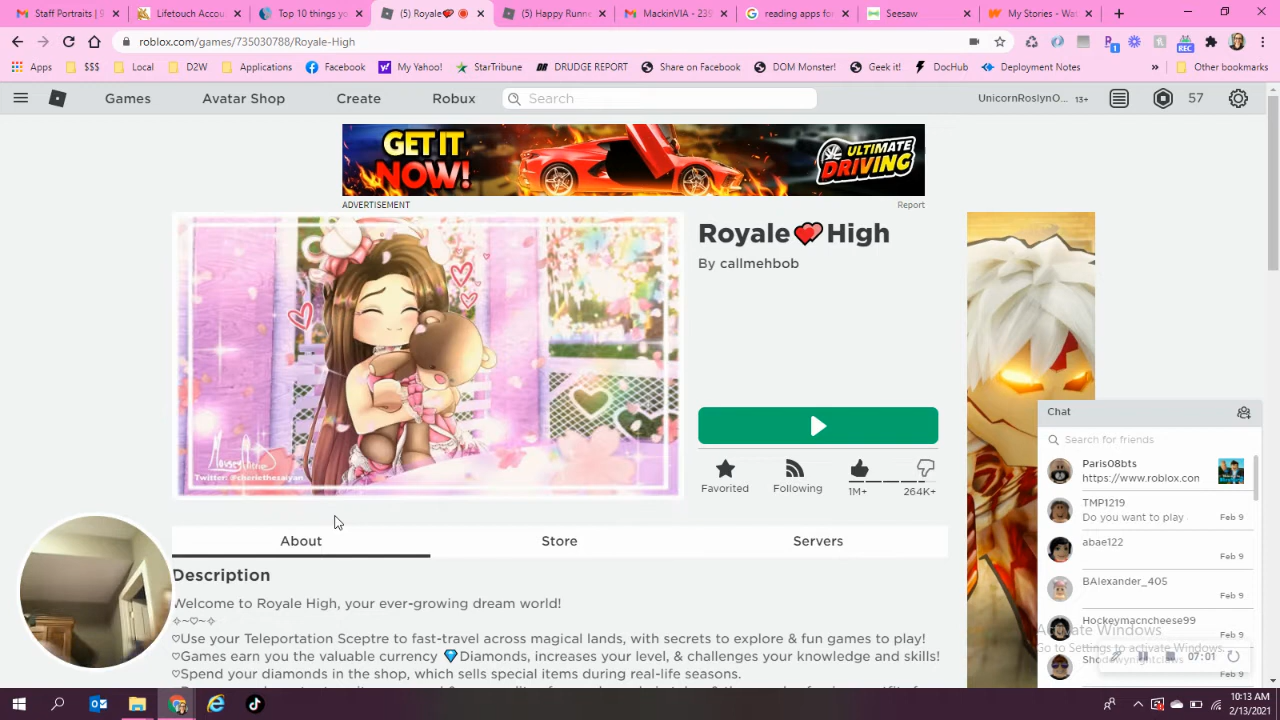 Staff Portraits | 9
Lifetouch Accou
Top 10 things yo
(5) Royale
(5) Happy Runne
MackinVIA - 239
reading apps for
Seesaw
My Stories - Wat
roblox.com/games/735030788/Royale-High
REC
Apps
$$$
Local
D2W
Applications
Facebook
My Yahoo!
StarTribune
DRUDGE REPORT
Share on Facebook
DOM Monster!
Geek it!
DocHub
Deployment Notes
»
Other bookmarks
Games
Avatar Shop
Create
Robux
Search
UnicornRoslynO... 13+
57
GET IT NOW!
ULTIMATE DRIVING
ADVERTISEMENT
Report
Twitter: @cheriethesaiyan
Royale💕High
By callmehbob
Favorited
Following
1M+
264K+
About
Store
Servers
Description
Welcome to Royale High, your ever-growing dream world!
✧~♡~✧
♡Use your Teleportation Sceptre to fast-travel across magical lands, with secrets to explore & fun games to play!
♡Games earn you the valuable currency 💎Diamonds, increases your level, & challenges your knowledge and skills!
♡Spend your diamonds in the shop, which sells special items during real-life seasons.
Chat
Search for friends
Paris08bts
https://www.roblox.con
TMP1219
Do you want to play
Feb 9
abae122
Feb 9
BAlexander_405
Feb 9
Hockeymacncheese99
Feb 9
Activate Windows
Go to Settings to activate Windows.
07:01
10:13 AM
2/13/2021